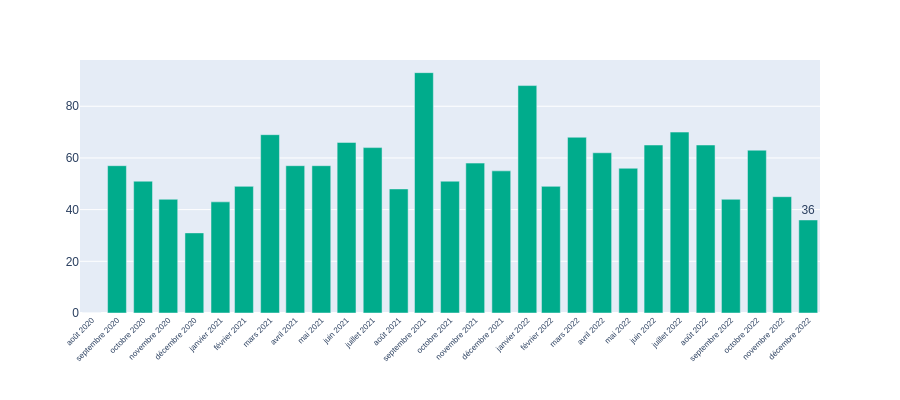 80
60
40
20
0
36
août 2020
septembre 2020
octobre 2020
novembre 2020
décembre 2020
janvier 2021
février 2021
mars 2021
avril 2021
mai 2021
juin 2021
juillet 2021
août 2021
septembre 2021
octobre 2021
novembre 2021
décembre 2021
janvier 2022
février 2022
mars 2022
avril 2022
mai 2022
juin 2022
juillet 2022
août 2022
septembre 2022
octobre 2022
novembre 2022
décembre 2022